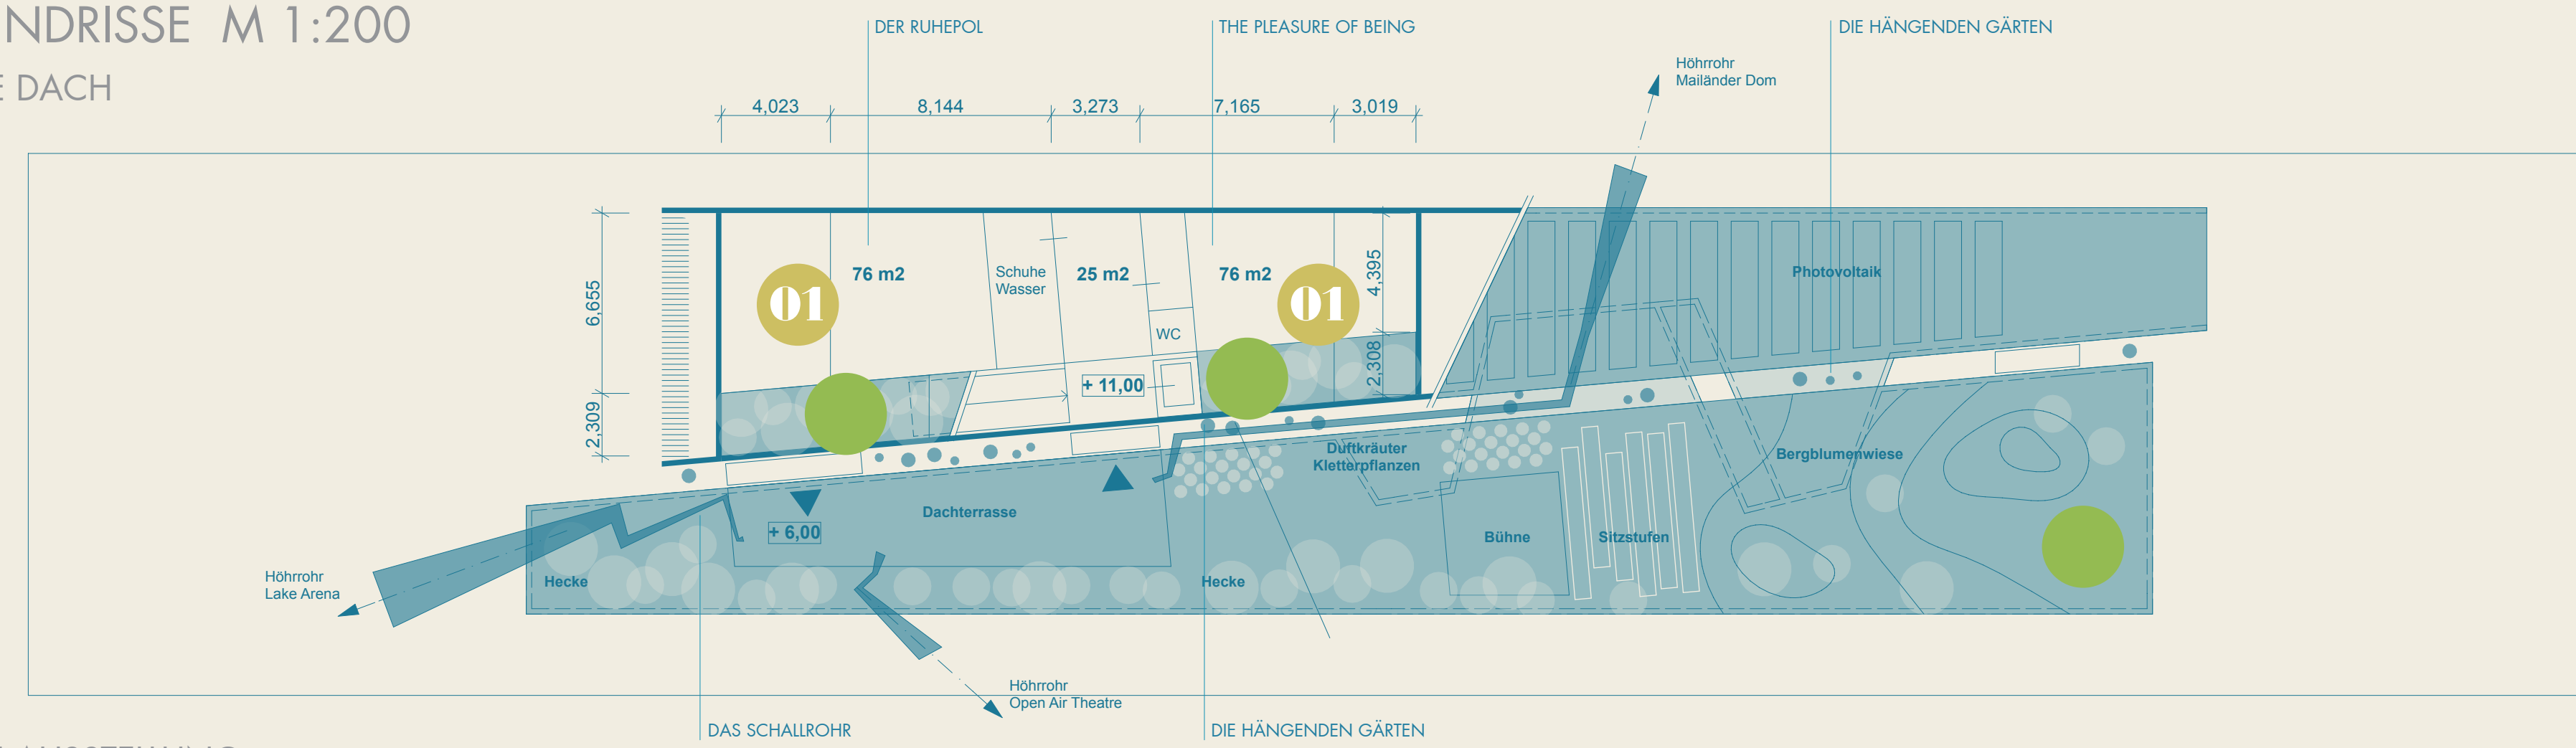 NDRISSE M 1:200
E DACH
DER RUHEPOL
THE PLEASURE OF BEING
DIE HÄNGENDEN GÄRTEN
Höhrrohr
Mailänder Dom
4,023
8,144
3,273
7,165
3,019
6,655
2,309
01
76 m2
Schuhe
Wasser
25 m2
76 m2
01
4,395
2,308
WC
+ 11,00
Photovoltaik
Duftkräuter
Kletterpflanzen
Bergblumenwiese
Dachterrasse
+ 6,00
Bühne
Sitzstufen
Hecke
Hecke
Höhrrohr
Lake Arena
Höhrrohr
Open Air Theatre
DAS SCHALLROHR
DIE HÄNGENDEN GÄRTEN